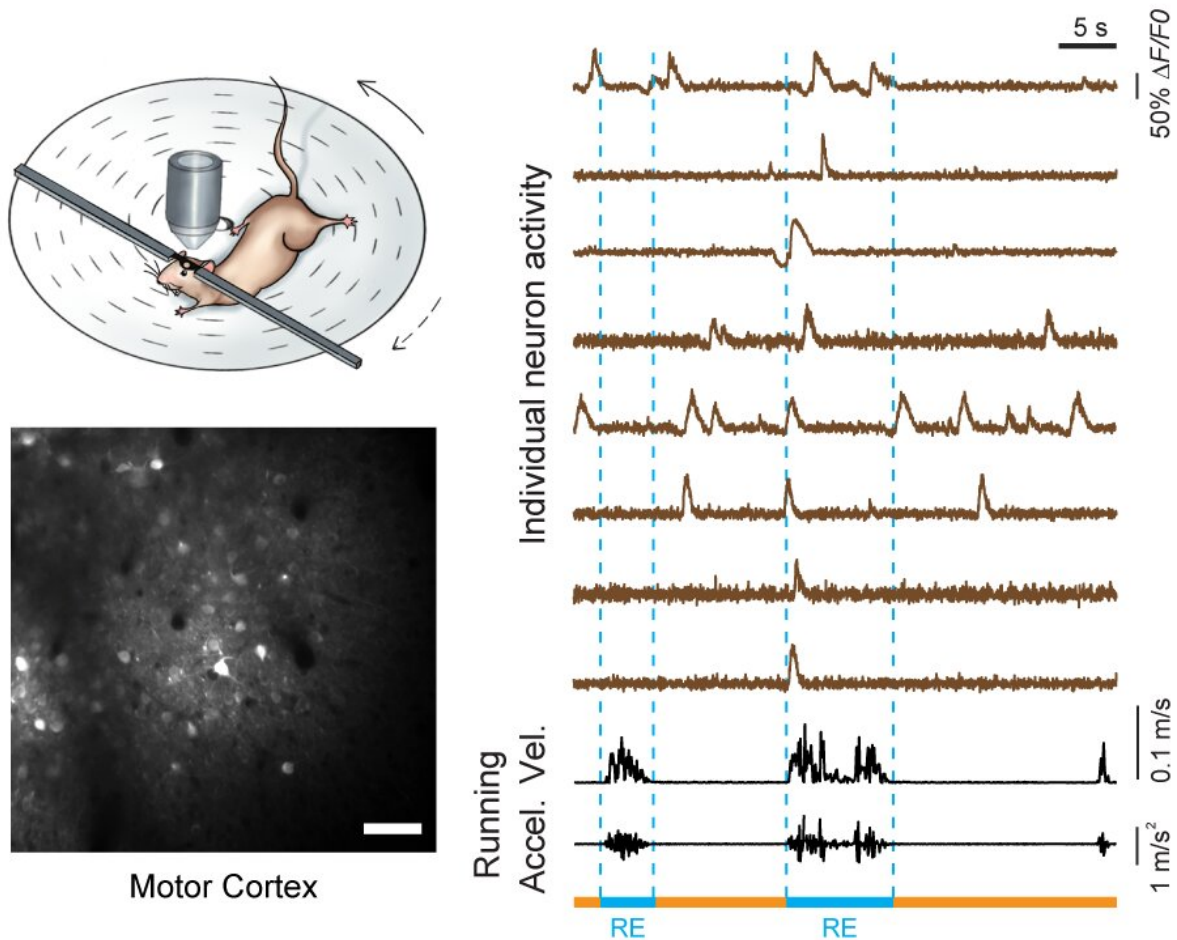 5 s
50% ΔF/F0
Individual neuron activity
Motor Cortex
Running
Vel.
Accel.
0.1 m/s
1 m/s²
RE
RE